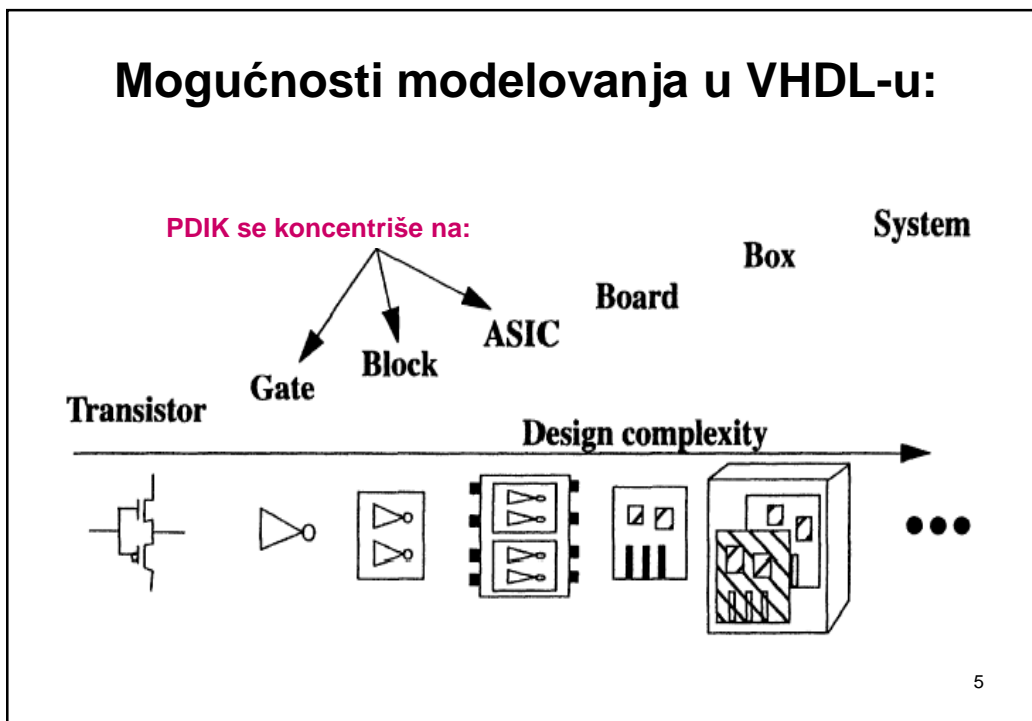 Mogućnosti modelovanja u VHDL-u:
PDIK se koncentriše na:
System
Box
Board
ASIC
Block
Gate
Transistor
Design complexity
5